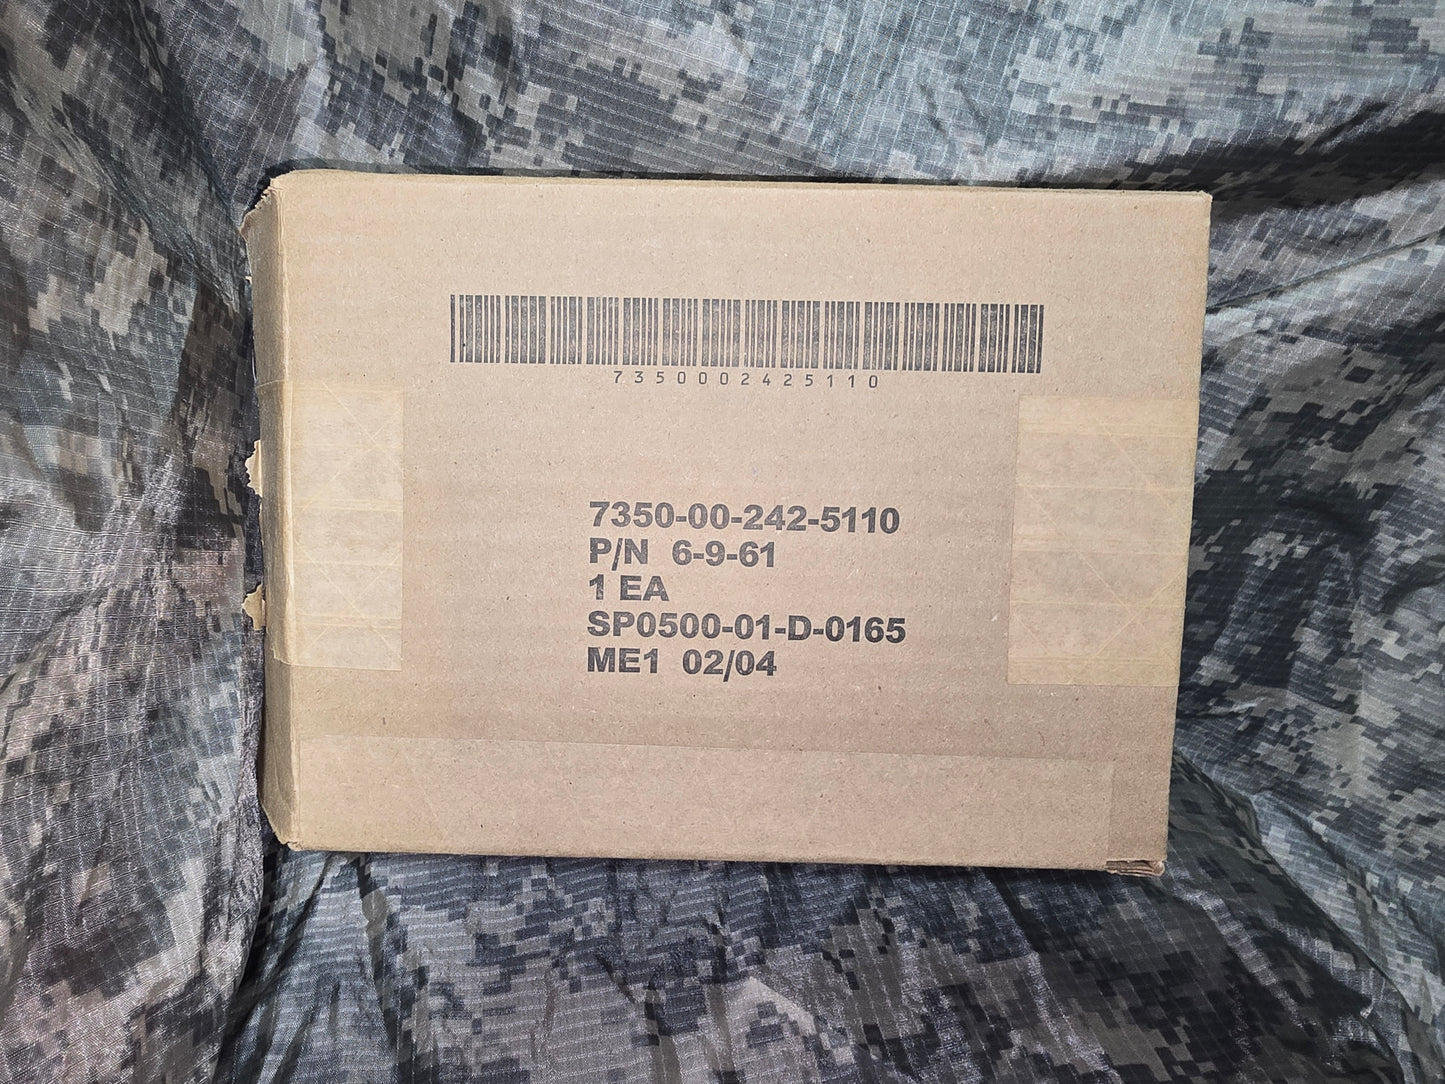 7350002425110
7350-00-242-5110
P/N 6-9-61
1 EA
SP0500-01-D-0165
ME1 02/04